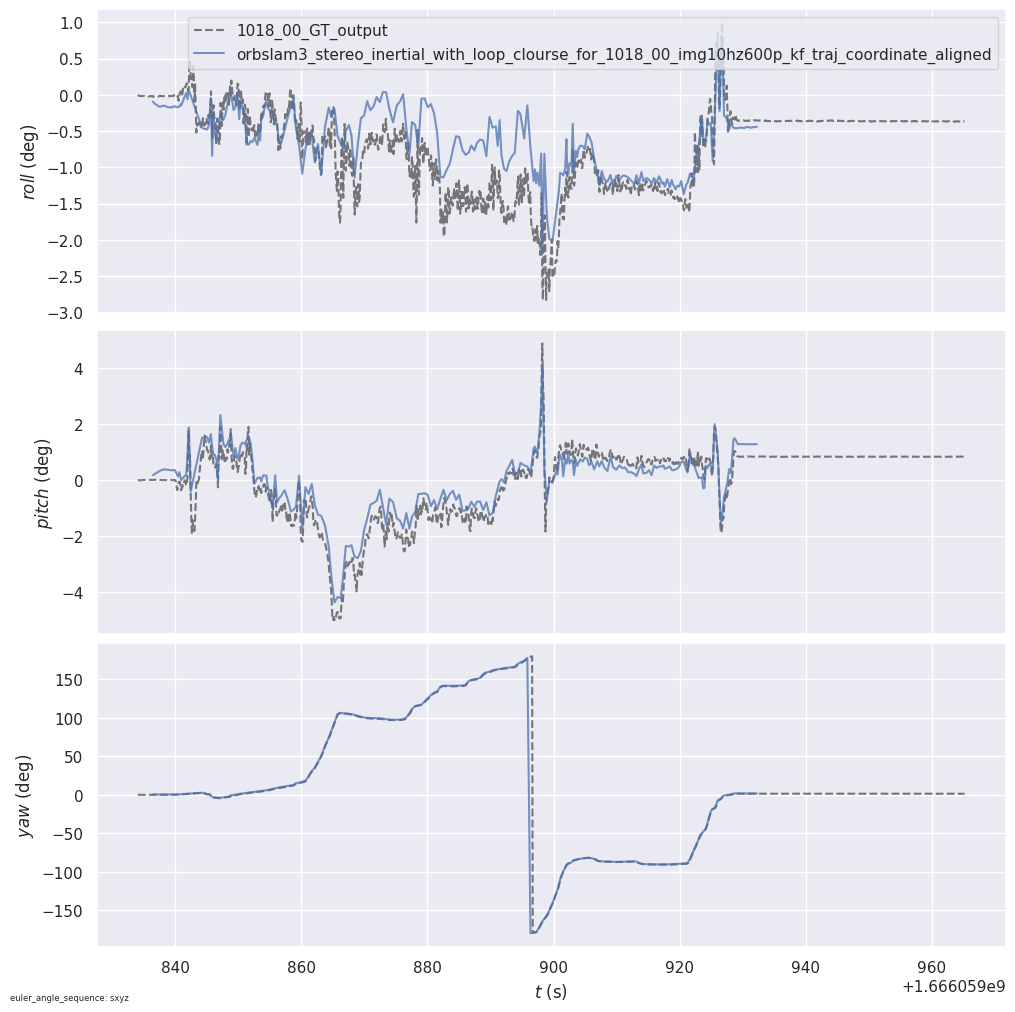 1018_00_GT_output
orbslam3_stereo_inertial_with_loop_clourse_for_1018_00_img10hz600p_kf_traj_coordinate_aligned
1.0
0.5
0.0
−0.5
−1.0
−1.5
−2.0
−2.5
−3.0
roll (deg)
4
2
0
−2
−4
pitch (deg)
150
100
50
0
−50
−100
−150
yaw (deg)
840 860 880 900 920 940 960
+1.666059e9
t (s)
euler_angle_sequence: sxyz